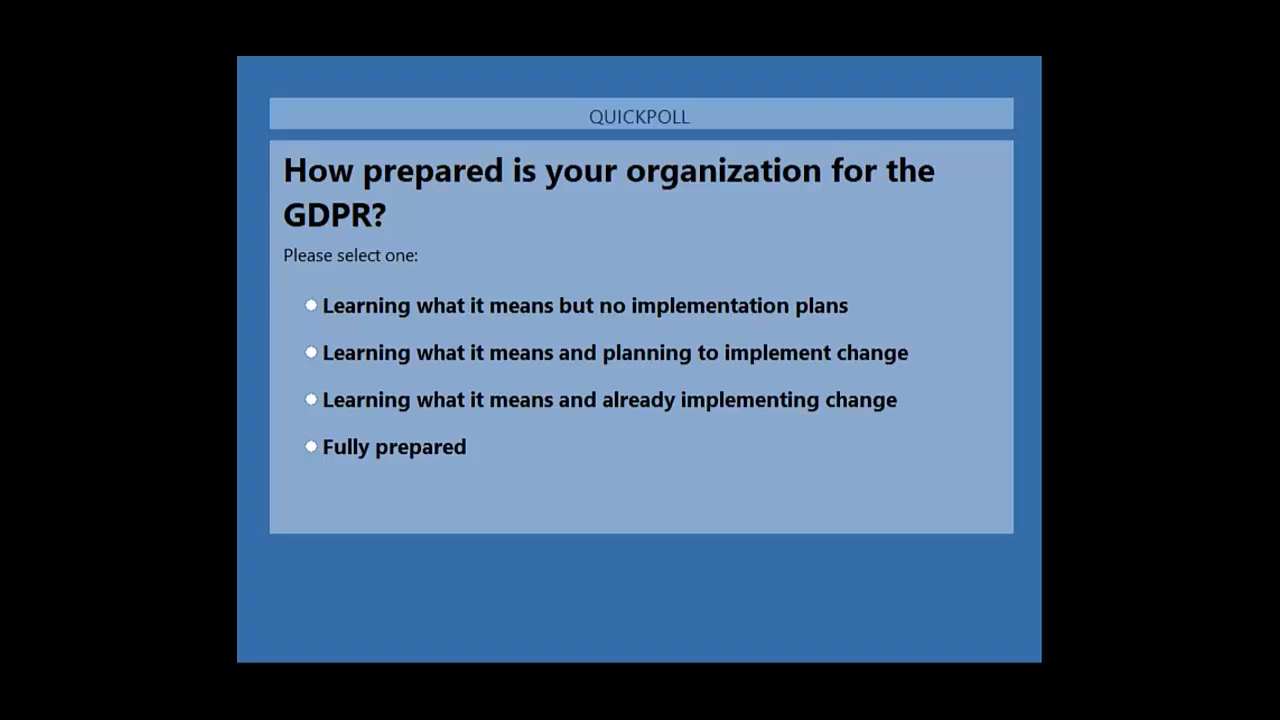 QUICKPOLL
How prepared is your organization for the
GDPR?
Please select one:
Learning what it means but no implementation plans
Learning what it means and planning to implement change
Learning what it means and already implementing change
Fully prepared